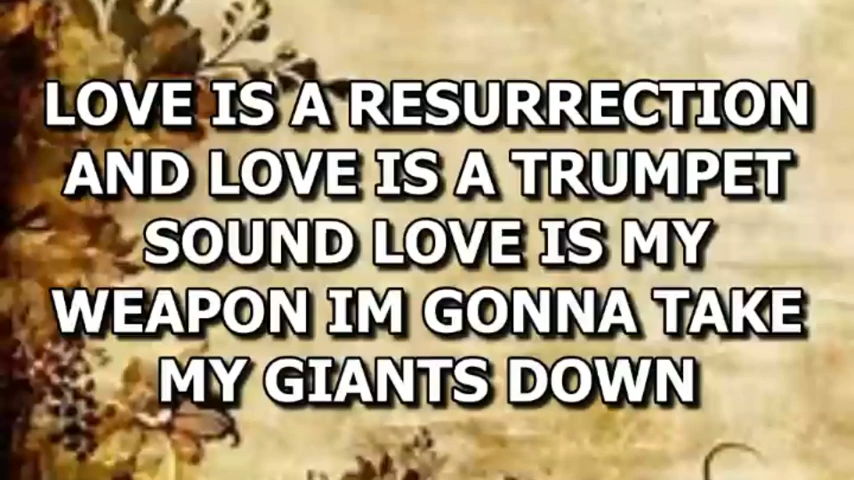 LOVE IS A RESURRECTION
AND LOVE IS A TRUMPET
SOUND LOVE IS MY
WEAPON IM GONNA TAKE
MY GIANTS DOWN